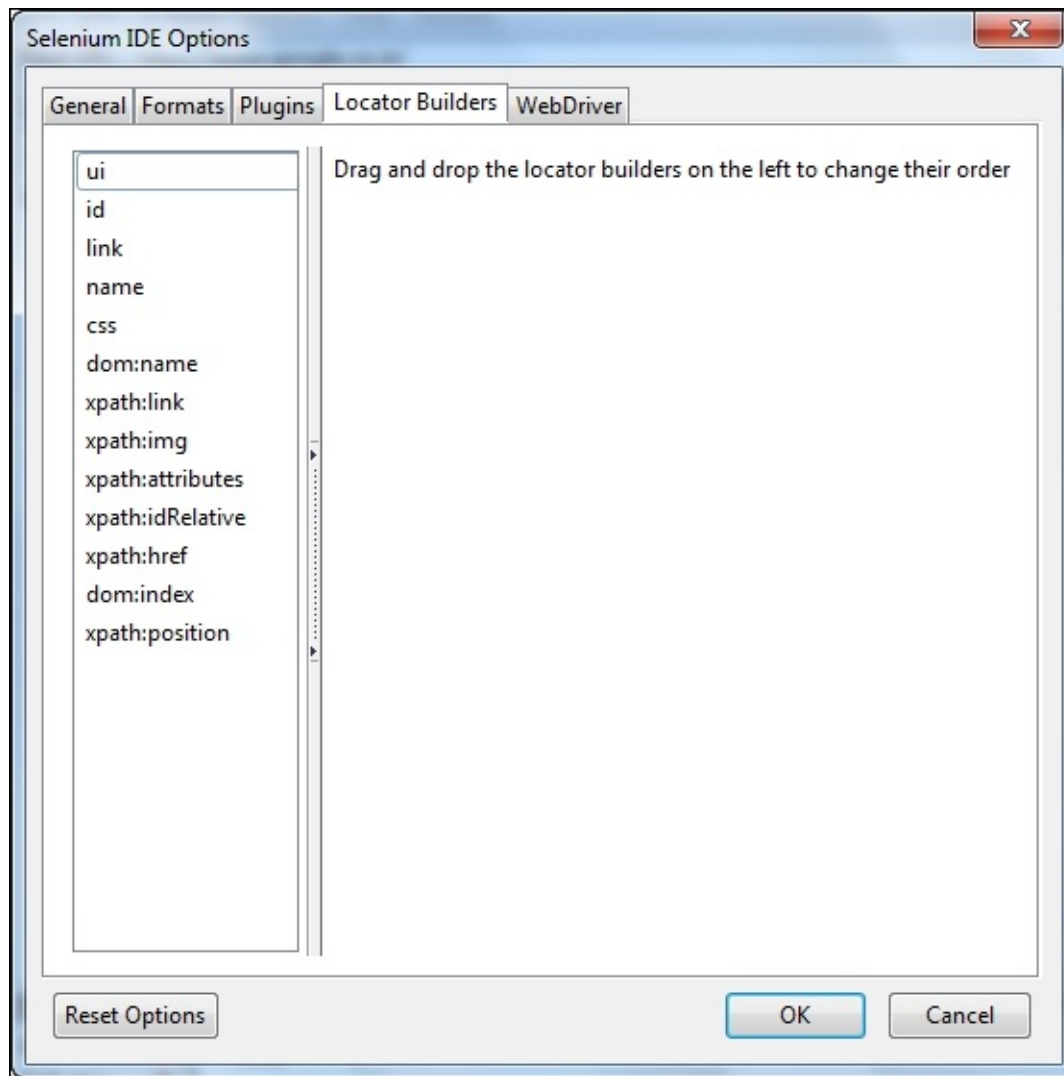 Selenium IDE Options
x
General Formats Plugins Locator Builders WebDriver
ui
Drag and drop the locator builders on the left to change their order
id
link
name
css
dom:name
xpath:link
xpath:img
xpath:attributes
xpath:idRelative
xpath:href
dom:index
xpath:position
Reset Options OK Cancel